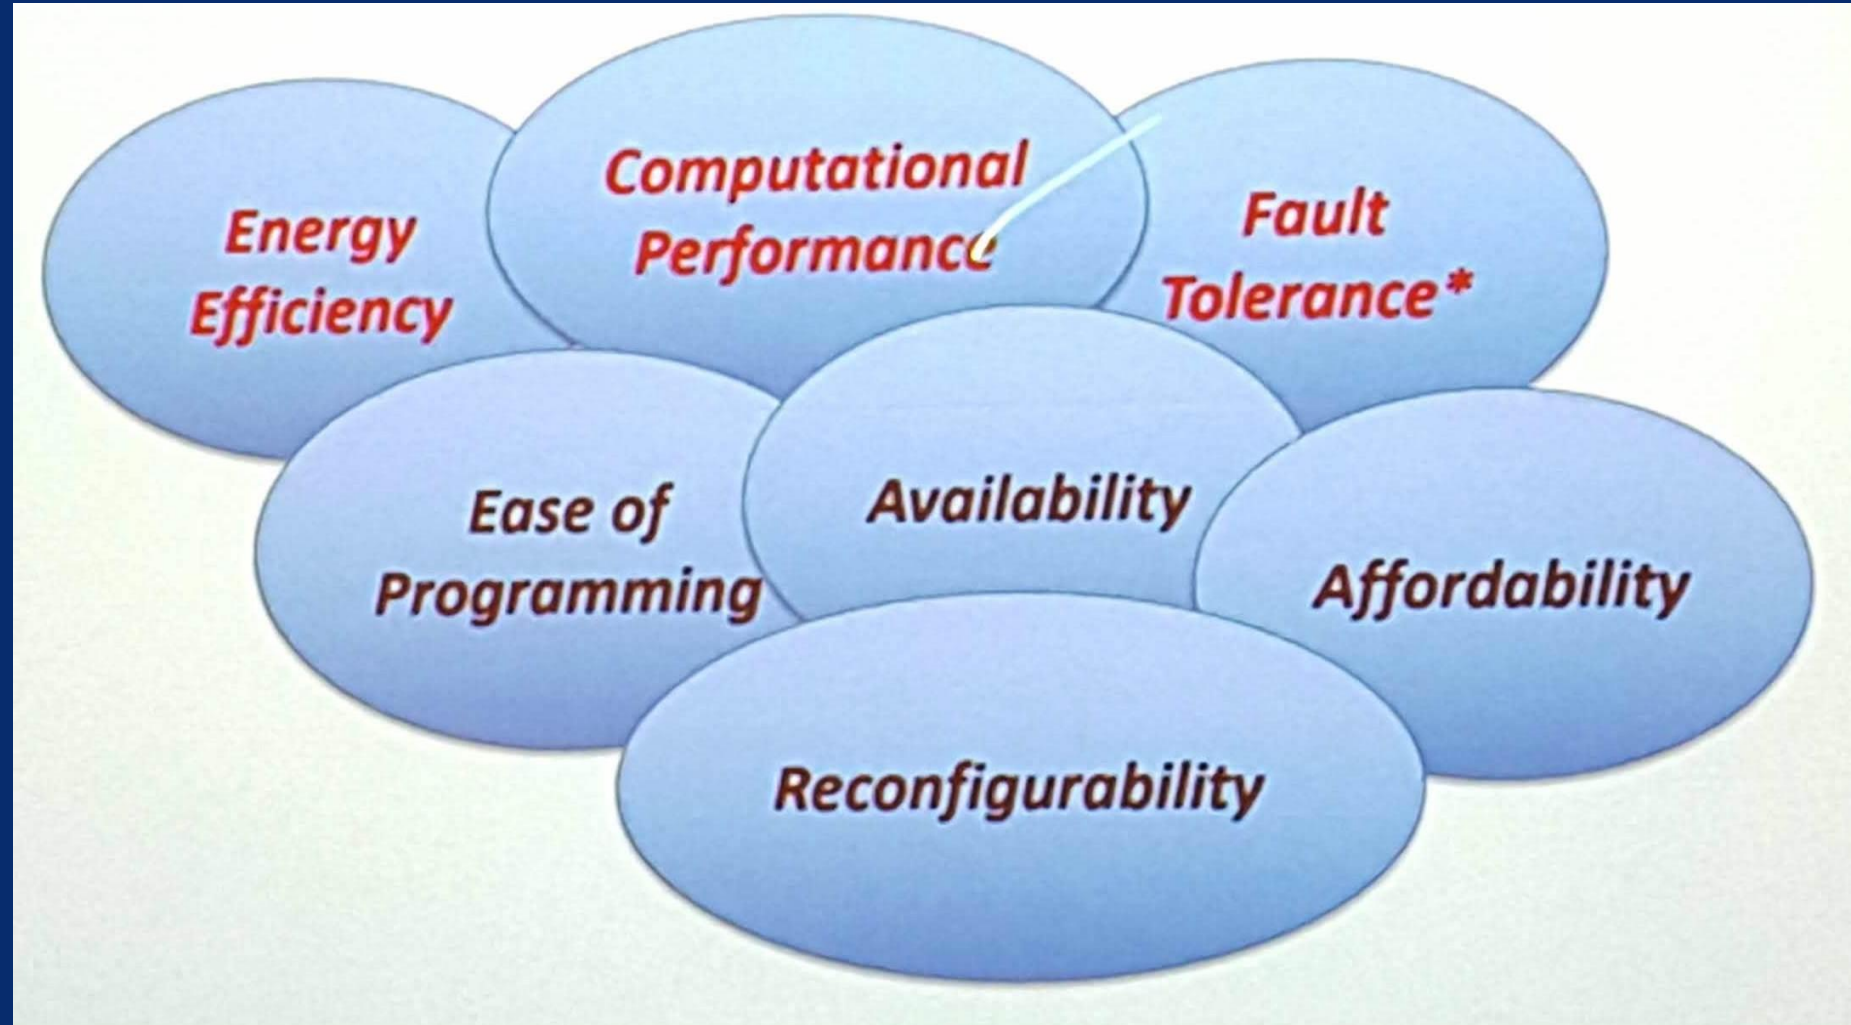 Energy
Efficiency
Computational
Performance
Fault
Tolerance*
Ease of
Programming
Availability
Affordability
Reconfigurability